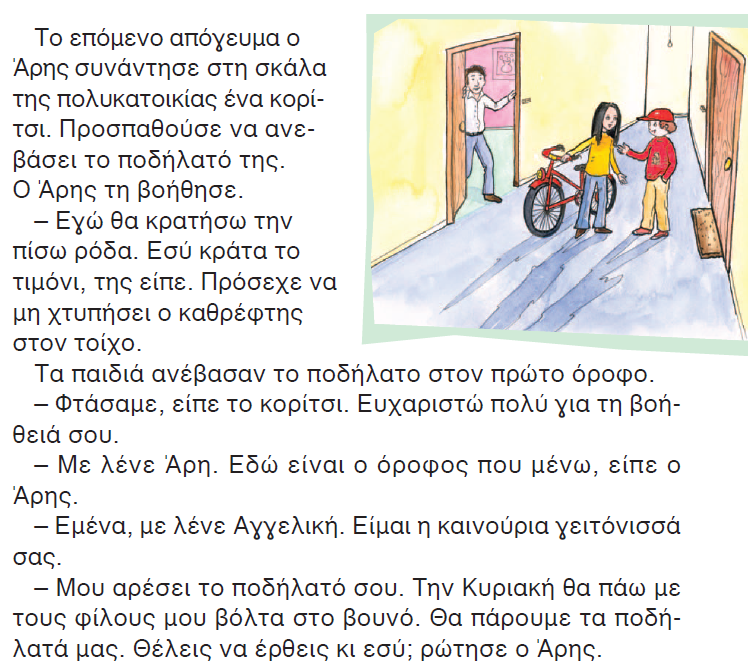 Το επόμενο απόγευμα ο
Άρης συνάντησε στη σκάλα
της πολυκατοικίας ένα κορί-
τσι. Προσπαθούσε να ανε-
βάσει το ποδήλατό της.
Ο Άρης τη βοήθησε.
– Εγώ θα κρατήσω την
πίσω ρόδα. Εσύ κράτα το
τιμόνι, της είπε. Πρόσεχε να
μη χτυπήσει ο καθρέφτης
στον τοίχο.
Τα παιδιά ανέβασαν το ποδήλατο στον πρώτο όροφο.
– Φτάσαμε, είπε το κορίτσι. Ευχαριστώ πολύ για τη βοή-
θειά σου.
– Με λένε Άρη. Εδώ είναι ο όροφος που μένω, είπε ο
Άρης.
– Εμένα, με λένε Αγγελική. Είμαι η καινούρια γειτόνισσά
σας.
– Μου αρέσει το ποδήλατό σου. Την Κυριακή θα πάω με
τους φίλους μου βόλτα στο βουνό. Θα πάρουμε τα ποδή-
λατά μας. Θέλεις να έρθεις κι εσύ; ρώτησε ο Άρης.